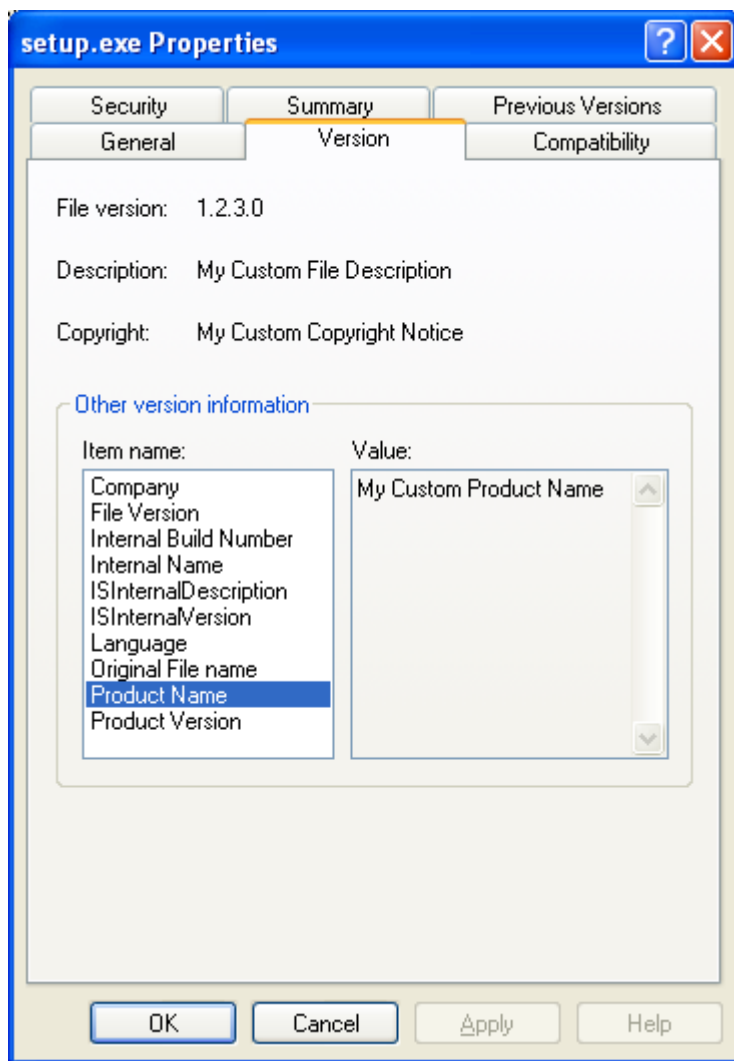 setup.exe Properties
Security Summary Previous Versions
General Version Compatibility
File version: 1.2.3.0
Description: My Custom File Description
Copyright: My Custom Copyright Notice
Other version information
Item name: Value:
Company My Custom Product Name
File Version
Internal Build Number
Internal Name
ISInternalDescription
ISInternalVersion
Language
Original File name
Product Name
Product Version
OK Cancel Apply Help